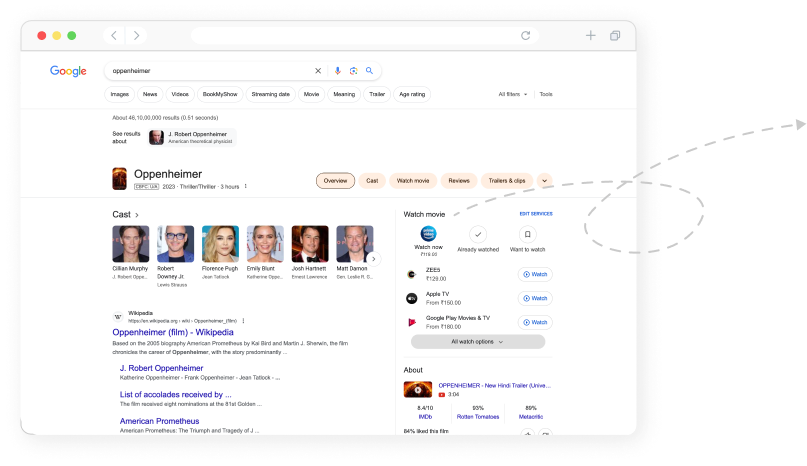 Google
oppenheimer
Images News Videos BookMyShow Streaming date Movie Meaning Trailer Age rating All filters Tools
About 46,10,00,000 results (0.51 seconds)
See results about
J. Robert Oppenheimer
American theoretical physicist
Oppenheimer
CBFC: U/A 2023 · Thriller/Thriller · 3 hours
Overview Cast Watch movie Reviews Trailers & clips
Cast
Cillian Murphy
J. Robert Oppe...
Robert Downey Jr.
Lewis Strauss
Florence Pugh
Jean Tatlock
Emily Blunt
Katherine Oppe...
Josh Hartnett
Ernest Lawrence
Matt Damon
Gen. Leslie R. G...
Wikipedia
https://en.wikipedia.org › wiki › Oppenheimer_(film)
Oppenheimer (film) - Wikipedia
Based on the 2005 biography American Prometheus by Kai Bird and Martin J. Sherwin, the film
chronicles the career of Oppenheimer, with the story predominantly ...
J. Robert Oppenheimer
Katherine Oppenheimer - Frank Oppenheimer - Jean Tatlock - ...
List of accolades received by ...
The film received eight nominations at the 81st Golden ...
American Prometheus
American Prometheus: The Triumph and Tragedy of J ...
Watch movie
EDIT SERVICES
prime video
Watch now
₹119.00
Already watched
Want to watch
ZEE5
₹129.00
Watch
Apple TV
From ₹150.00
Watch
Google Play Movies & TV
From ₹180.00
Watch
All watch options
About
OPPENHEIMER - New Hindi Trailer (Unive...
3:04
8.4/10 93% 89%
IMDb Rotten Tomatoes Metacritic
84% liked this film